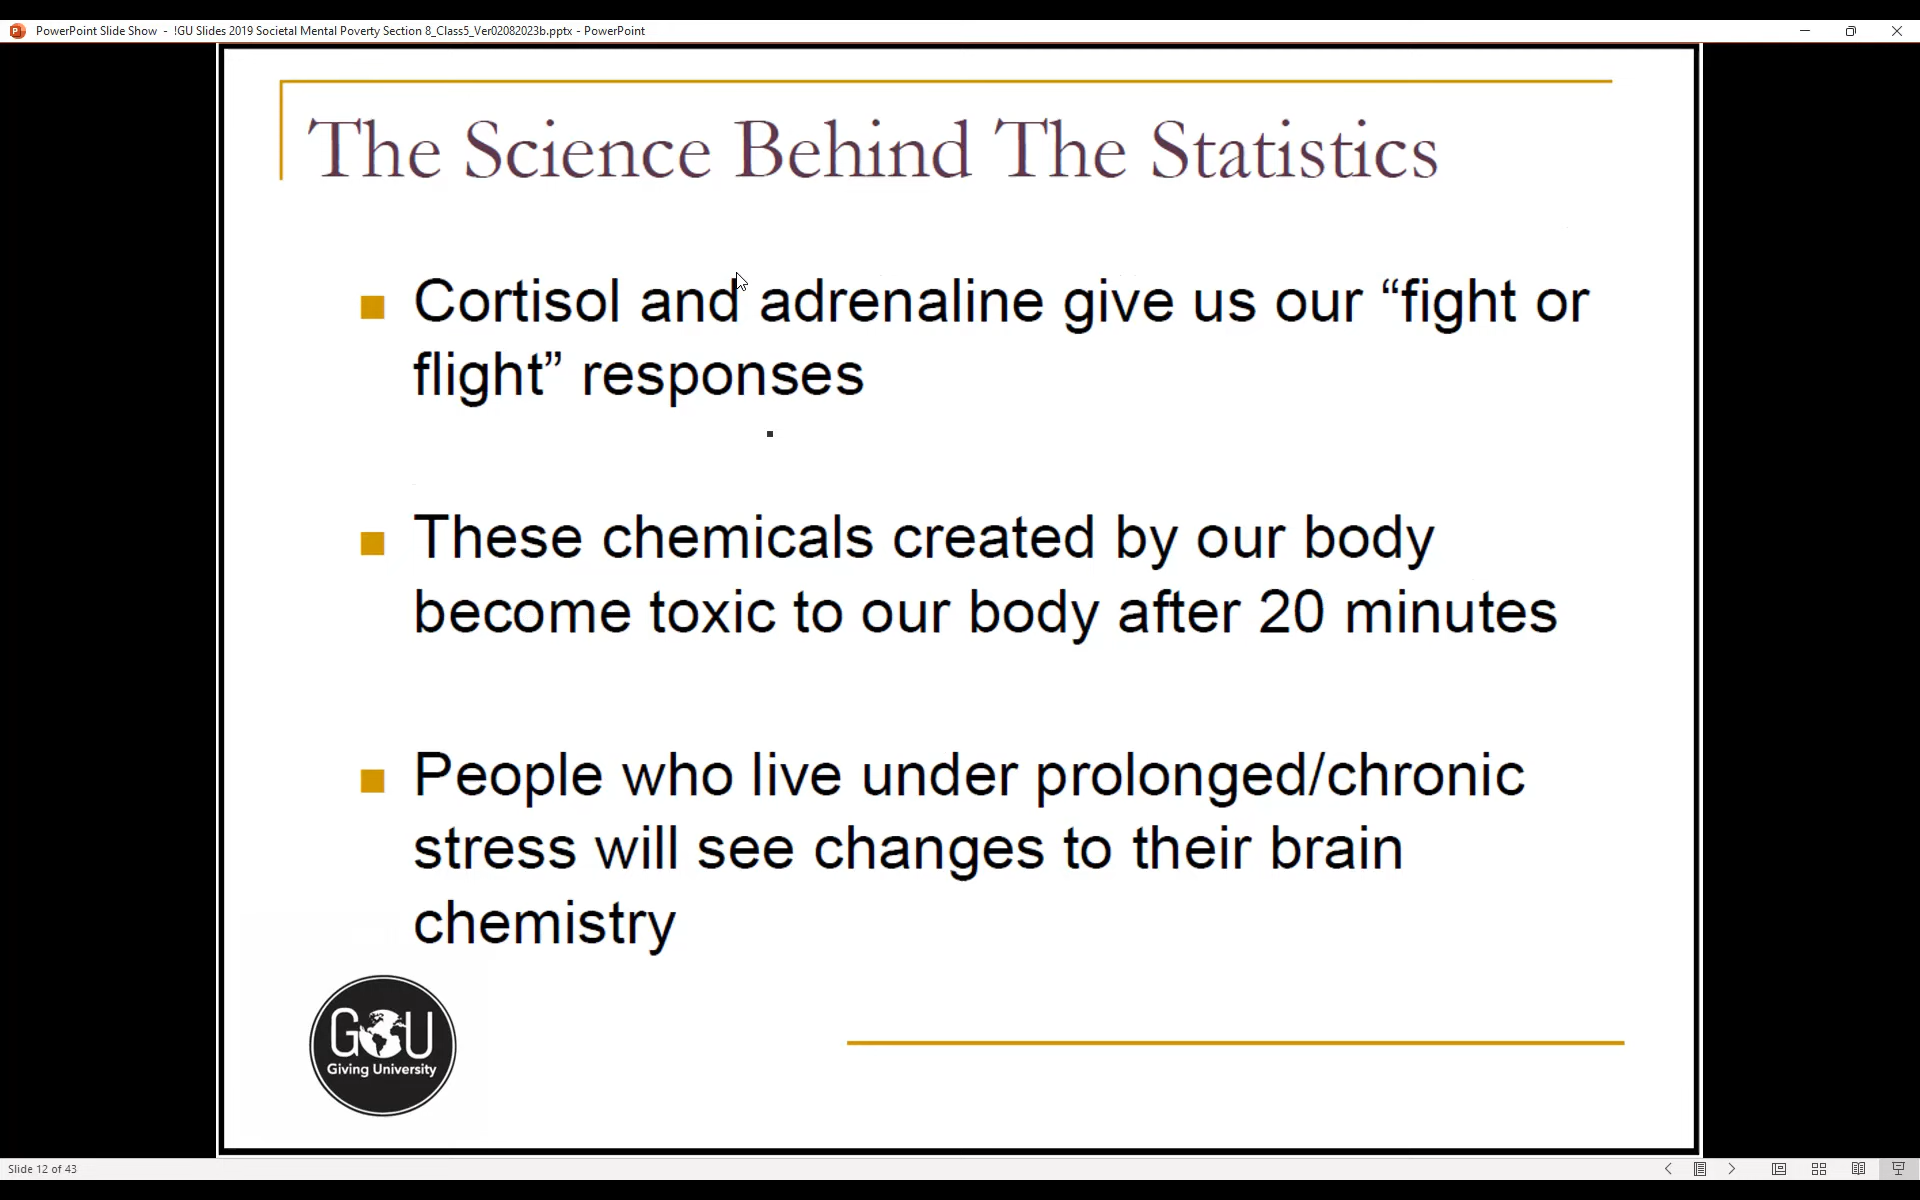 PowerPoint Slide Show - !GU Slides 2019 Societal Mental Poverty Section 8_Class5_Ver02082023b.pptx - PowerPoint
The Science Behind The Statistics
Cortisol and adrenaline give us our “fight or
flight” responses
These chemicals created by our body
become toxic to our body after 20 minutes
People who live under prolonged/chronic
stress will see changes to their brain
chemistry
GU
Giving University
Slide 12 of 43